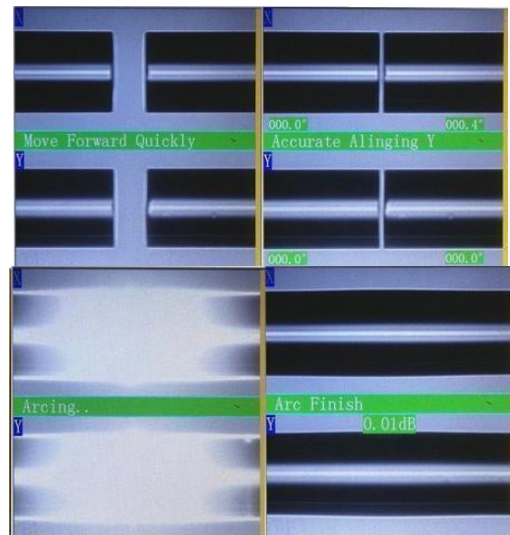 X
X
000.0°
000.4°
Move Forward Quickly
Accurate Alinging Y
Y
Y
000.0°
000.0°
X
X
Arcing..
Arc Finish
Y
Y
0.01dB